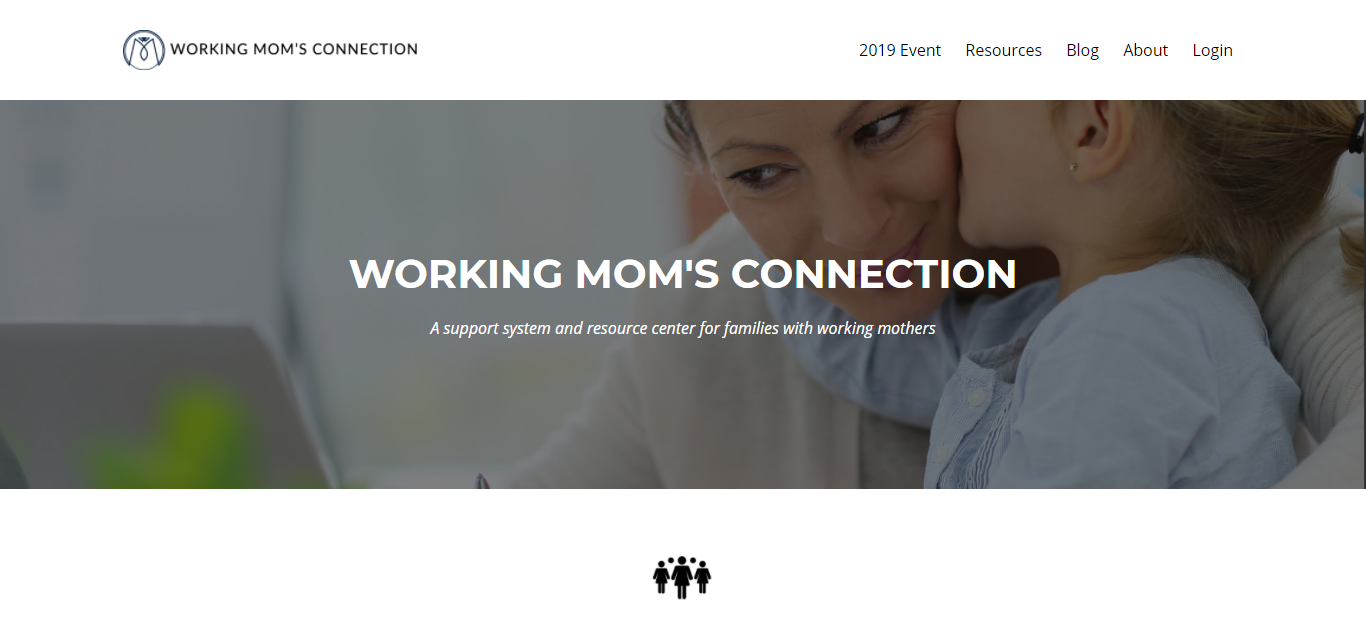 WORKING MOM'S CONNECTION
2019 Event Resources Blog About Login
WORKING MOM'S CONNECTION
A support system and resource center for families with working mothers